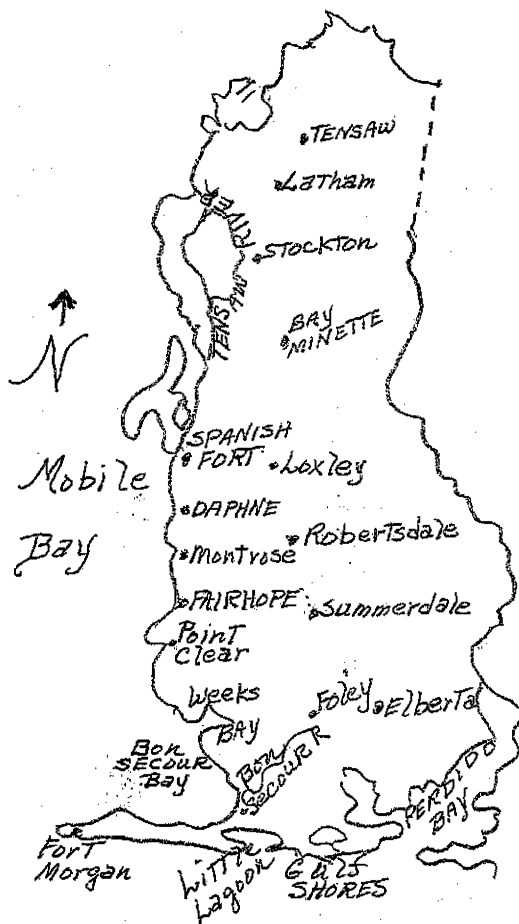 TENSAW
Latham
TENSAW RIVER
STOCKTON
N
BAY
MINETTE
SPANISH
FORT
Loxley
Mobile
Bay
DAPHNE
Robertsdale
Montrose
FAIRHOPE
Summerdale
Point
Clear
Weeks
BAY
Foley
Elberta
Bon
SECOUR
Bay
BON
SECOUR R
PERDIDO
BAY
Fort
Morgan
Little
Lagoon
Gulf
SHORES